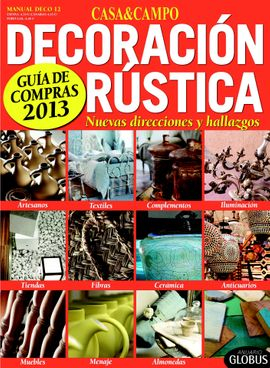 MANUAL DECO 12
CASA&CAMPO
DECORACIÓN
RÚSTICA
GUÍA DE
COMPRAS
2013
Nuevas direcciones y hallazgos
Artesanos
Textiles
Complementos
Iluminación
Tiendas
Fibras
Cerámica
Anticuarios
Muebles
Menaje
Almonedas
ANUARIO
GLOBUS